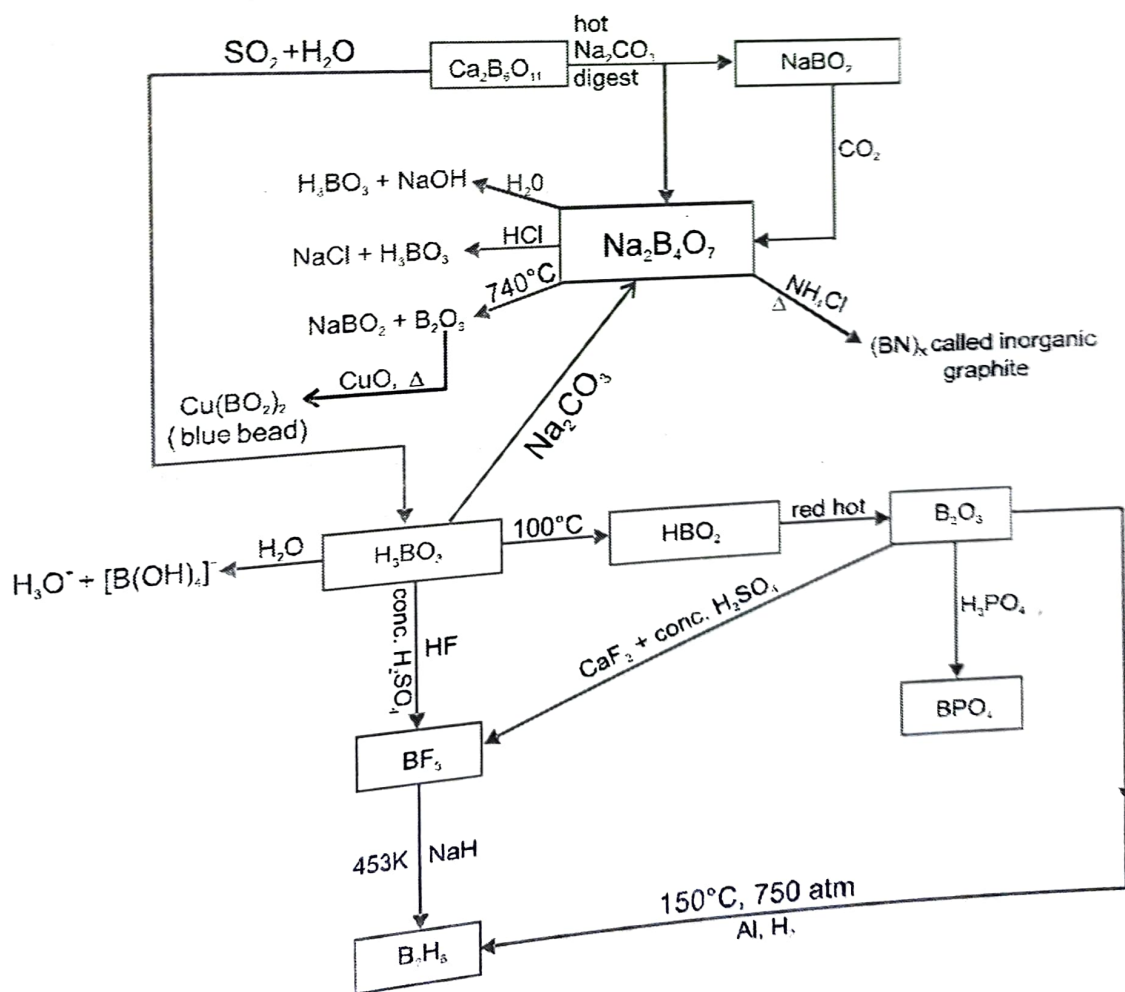 hot
SO₂+H₂O
Ca₂B₆O₁₁
Na₂CO₃
digest
NaBO₂
CO₂
H₃BO₃ + NaOH
H₂0
NaCl + H₃BO₃
HCl
Na₂B₄O₇
740°C
NaBO₂ + B₂O₃
NH₄Cl
Δ
(BN)ₓ called inorganic
graphite
CuO, Δ
Cu(BO₂)₂
(blue bead)
Na₂CO₃
H₂O
H₃BO₃
100°C
HBO₂
red hot
B₂O₃
H₃O⁺ + [B(OH)₄]⁻
conc. H₂SO₄
HF
CaF₂ + conc. H₂SO₄
H₃PO₄
BPO₄
BF₃
453K
NaH
150°C, 750 atm
Al, H₂
B₂H₆